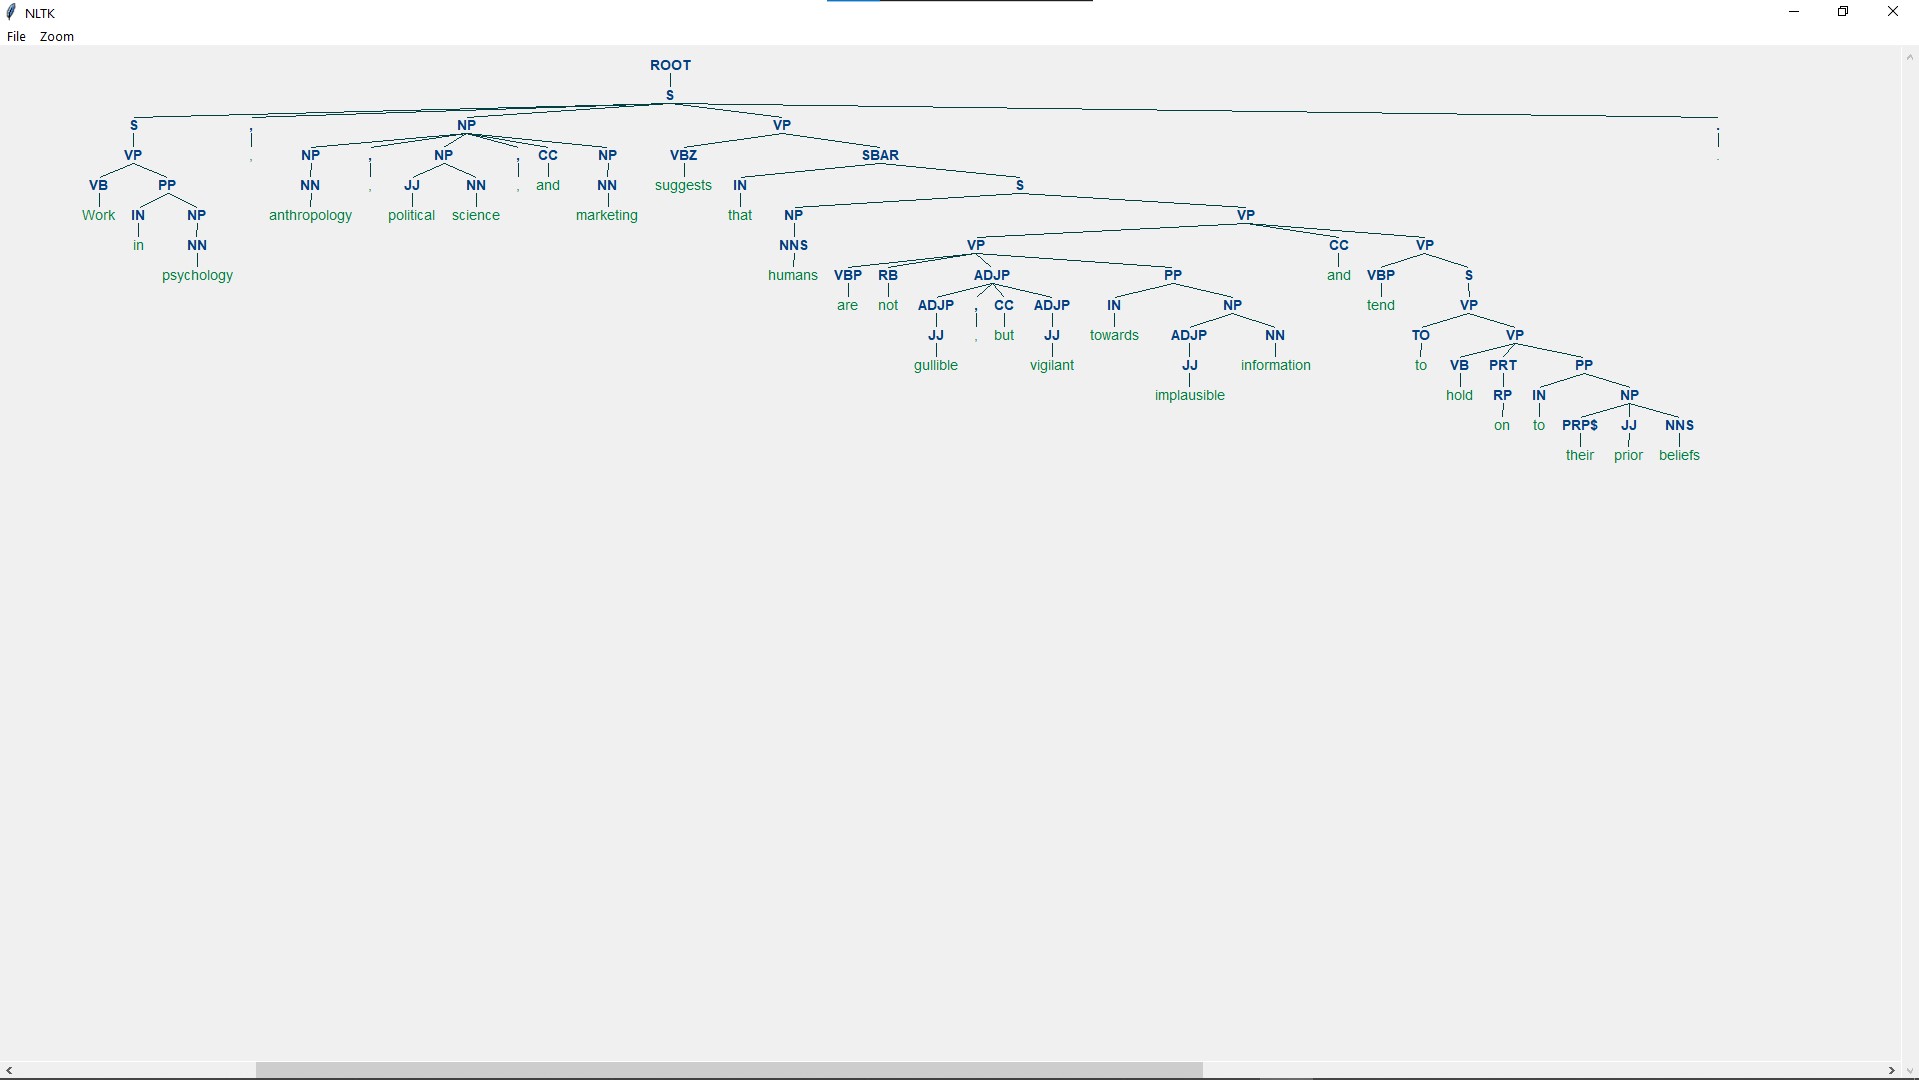 NLTK
File Zoom
ROOT
S
S , NP VP .
VP , NP , NP , CC NP VBZ SBAR .
VB PP NN , JJ NN , and NN suggests IN S
Work IN NP anthropology political science marketing that NP VP
in NN NNS VP CC VP
psychology humans VBP RB ADJP PP and VBP S
are not ADJP , CC ADJP IN NP tend VP
JJ , but JJ towards ADJP NN TO VP
gullible vigilant JJ information to VB PRT PP
implausible hold RP IN NP
on to PRP$ JJ NNS
their prior beliefs